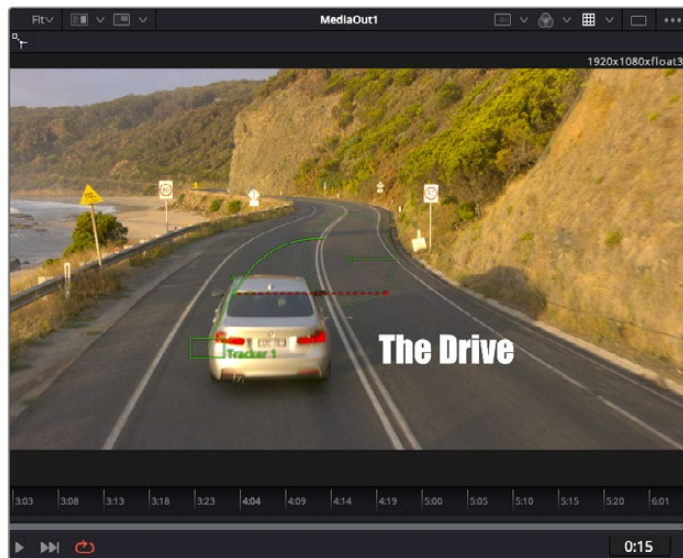 Fit
MediaOut1
1920x1080xfloat3
Tracker 1
The Drive
3:03 3:08 3:13 3:18 3:23 4:04 4:09 4:14 4:19 5:00 5:05 5:10 5:15 5:20 6:01
0:15